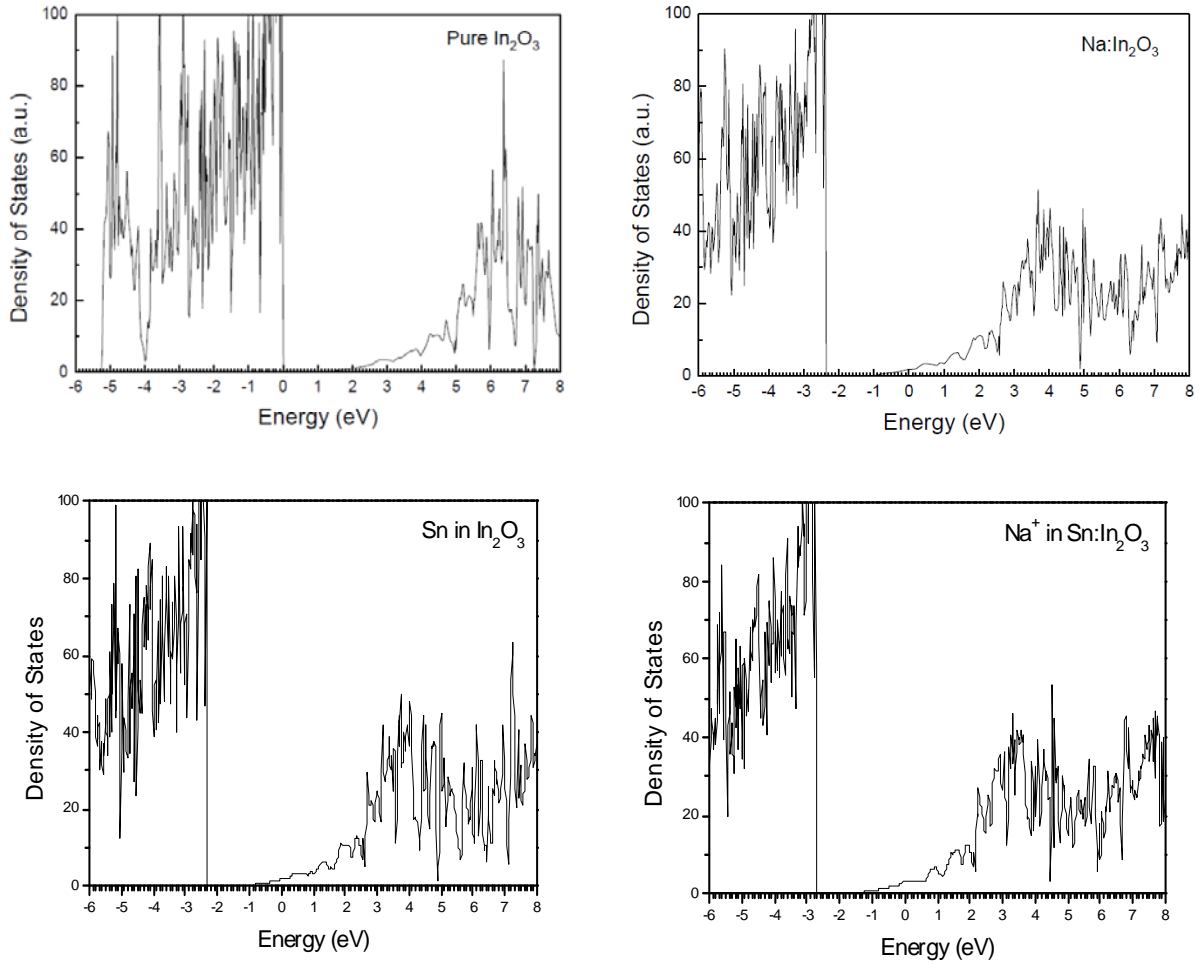 100
80
60
40
20
0
Density of States (a.u.)
Pure In₂O₃
-6 -5 -4 -3 -2 -1 0 1 2 3 4 5 6 7 8
Energy (eV)
100
80
60
40
20
0
Density of States (a.u.)
Na:In₂O₃
-6 -5 -4 -3 -2 -1 0 1 2 3 4 5 6 7 8
Energy (eV)
100
80
60
40
20
0
Density of States
Sn in In₂O₃
-6 -5 -4 -3 -2 -1 0 1 2 3 4 5 6 7 8
Energy (eV)
100
80
60
40
20
0
Density of States
Na⁺ in Sn:In₂O₃
-6 -5 -4 -3 -2 -1 0 1 2 3 4 5 6 7 8
Energy (eV)